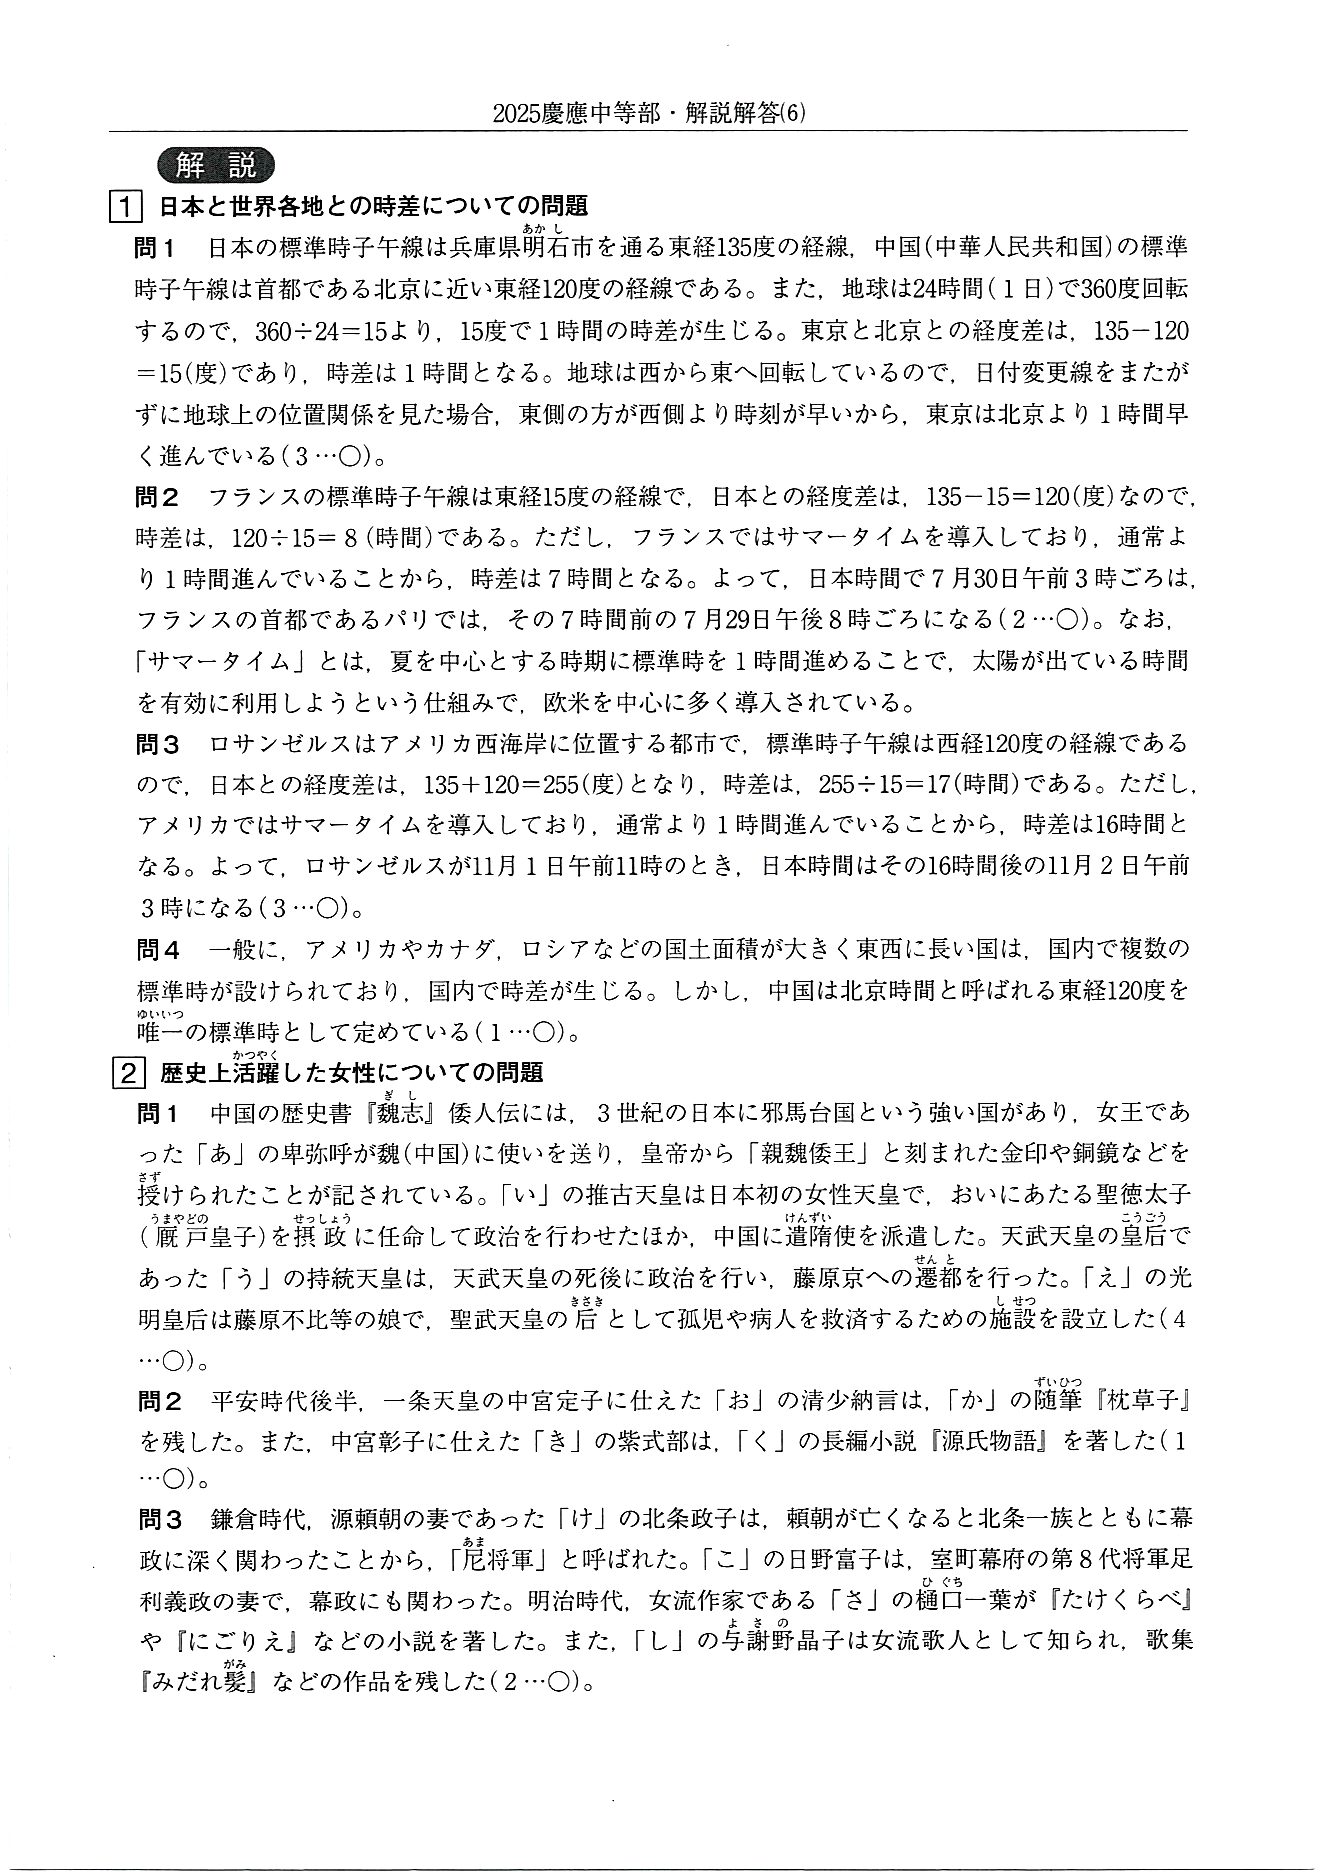 2025慶應中等部・解説解答(6)
解説
1 日本と世界各地との時差についての問題
問1 日本の標準時子午線は兵庫県明石市を通る東経135度の経線，中国(中華人民共和国)の標準
時子午線は首都である北京に近い東経120度の経線である。また，地球は24時間(１日)で360度回転
するので，360÷24＝15より，15度で１時間の時差が生じる。東京と北京との経度差は，135－120
＝15(度)であり，時差は１時間となる。地球は西から東へ回転しているので，日付変更線をまたが
ずに地球上の位置関係を見た場合，東側の方が西側より時刻が早いから，東京は北京より１時間早
く進んでいる(３…○)。
問2 フランスの標準時子午線は東経15度の経線で，日本との経度差は，135－15＝120(度)なので，
時差は，120÷15＝８(時間)である。ただし，フランスではサマータイムを導入しており，通常よ
り１時間進んでいることから，時差は７時間となる。よって，日本時間で７月30日午前３時ごろは，
フランスの首都であるパリでは，その７時間前の７月29日午後８時ごろになる(２…○)。なお，
「サマータイム」とは，夏を中心とする時期に標準時を１時間進めることで，太陽が出ている時間
を有効に利用しようという仕組みで，欧米を中心に多く導入されている。
問3 ロサンゼルスはアメリカ西海岸に位置する都市で，標準時子午線は西経120度の経線である
ので，日本との経度差は，135＋120＝255(度)となり，時差は，255÷15＝17(時間)である。ただし，
アメリカではサマータイムを導入しており，通常より１時間進んでいることから，時差は16時間と
なる。よって，ロサンゼルスが11月１日午前11時のとき，日本時間はその16時間後の11月２日午前
３時になる(３…○)。
問4 一般に，アメリカやカナダ，ロシアなどの国土面積が大きく東西に長い国は，国内で複数の
標準時が設けられており，国内で時差が生じる。しかし，中国は北京時間と呼ばれる東経120度を
唯一の標準時として定めている(１…○)。
2 歴史上活躍した女性についての問題
問1 中国の歴史書『魏志』倭人伝には，３世紀の日本に邪馬台国という強い国があり，女王であ
った「あ」の卑弥呼が魏(中国)に使いを送り，皇帝から「親魏倭王」と刻まれた金印や銅鏡などを
授けられたことが記されている。「い」の推古天皇は日本初の女性天皇で，おいにあたる聖徳太子
(厩戸皇子)を摂政に任命して政治を行わせたほか，中国に遣隋使を派遣した。天武天皇の皇后で
あった「う」の持統天皇は，天武天皇の死後に政治を行い，藤原京への遷都を行った。「え」の光
明皇后は藤原不比等の娘で，聖武天皇の后として孤児や病人を救済するための施設を設立した(４
…○)。
問2 平安時代後半，一条天皇の中宮定子に仕えた「お」の清少納言は，「か」の随筆『枕草子』
を残した。また，中宮彰子に仕えた「き」の紫式部は，「く」の長編小説『源氏物語』を著した(１
…○)。
問3 鎌倉時代，源頼朝の妻であった「け」の北条政子は，頼朝が亡くなると北条一族とともに幕
政に深く関わったことから，「尼将軍」と呼ばれた。「こ」の日野富子は，室町幕府の第８代将軍足
利義政の妻で，幕政にも関わった。明治時代，女流作家である「さ」の樋口一葉が『たけくらべ』
や『にごりえ』などの小説を著した。また，「し」の与謝野晶子は女流歌人として知られ，歌集
『みだれ髪』などの作品を残した(２…○)。